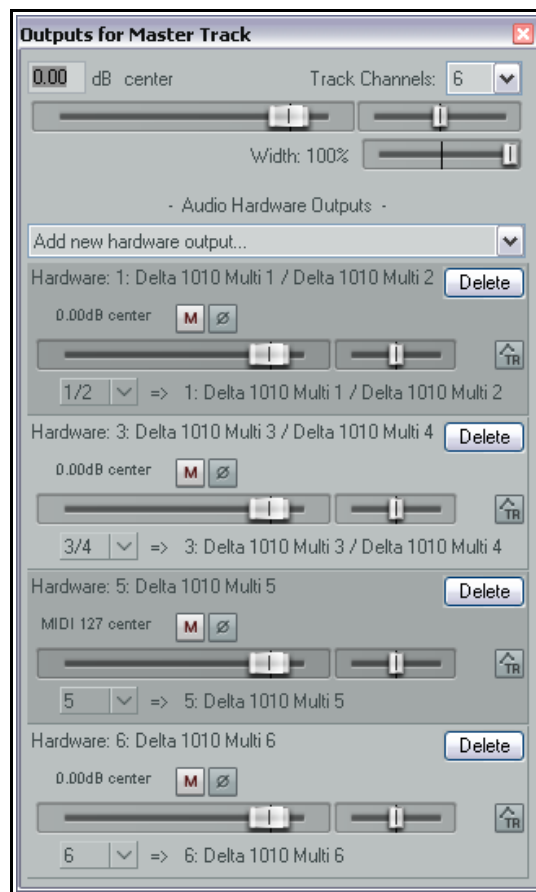 Outputs for Master Track
0.00 dB center Track Channels: 6
Width: 100%
- Audio Hardware Outputs -
Add new hardware output...
Hardware: 1: Delta 1010 Multi 1 / Delta 1010 Multi 2 Delete
0.00dB center M Ø
TR
1/2 => 1: Delta 1010 Multi 1 / Delta 1010 Multi 2
Hardware: 3: Delta 1010 Multi 3 / Delta 1010 Multi 4 Delete
0.00dB center M Ø
TR
3/4 => 3: Delta 1010 Multi 3 / Delta 1010 Multi 4
Hardware: 5: Delta 1010 Multi 5 Delete
MIDI 127 center M Ø
TR
5 => 5: Delta 1010 Multi 5
Hardware: 6: Delta 1010 Multi 6 Delete
0.00dB center M Ø
TR
6 => 6: Delta 1010 Multi 6